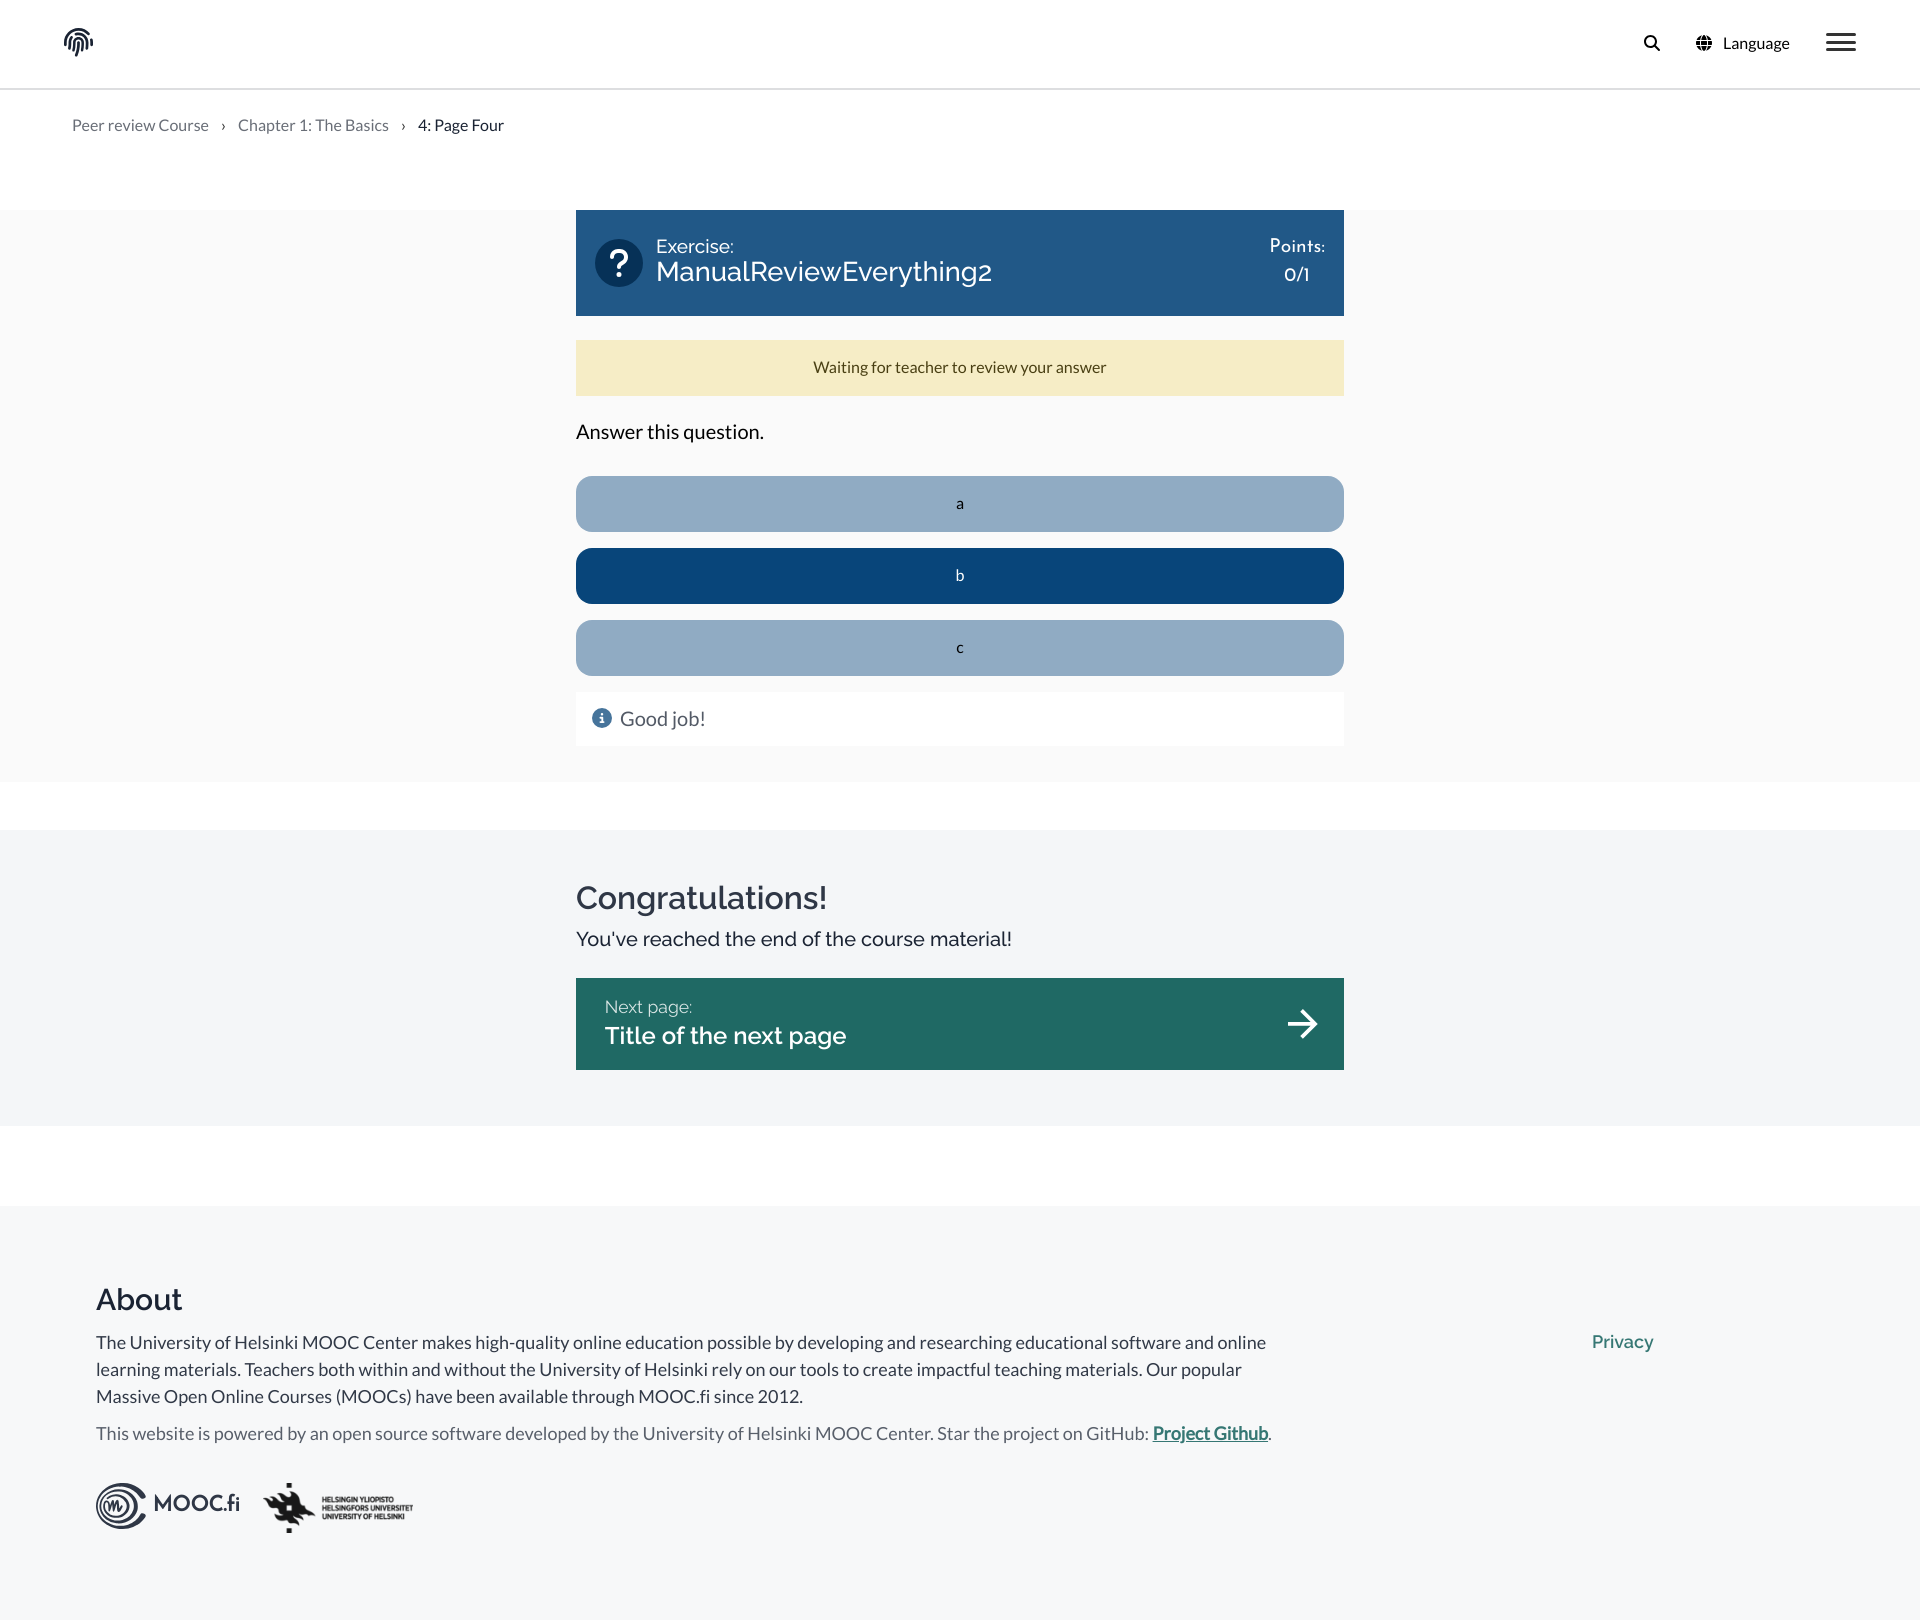 Language
Peer review Course › Chapter 1: The Basics › 4: Page Four
Exercise:
ManualReviewEverything2
Points:
0/1
Waiting for teacher to review your answer
Answer this question.
a
b
c
Good job!
Congratulations!
You've reached the end of the course material!
Next page:
Title of the next page
About
The University of Helsinki MOOC Center makes high-quality online education possible by developing and researching educational software and online
learning materials. Teachers both within and without the University of Helsinki rely on our tools to create impactful teaching materials. Our popular
Massive Open Online Courses (MOOCs) have been available through MOOC.fi since 2012.
This website is powered by an open source software developed by the University of Helsinki MOOC Center. Star the project on GitHub: Project Github.
Privacy
MOOC.fi
HELSINGIN YLIOPISTO
HELSINGFORS UNIVERSITET
UNIVERSITY OF HELSINKI